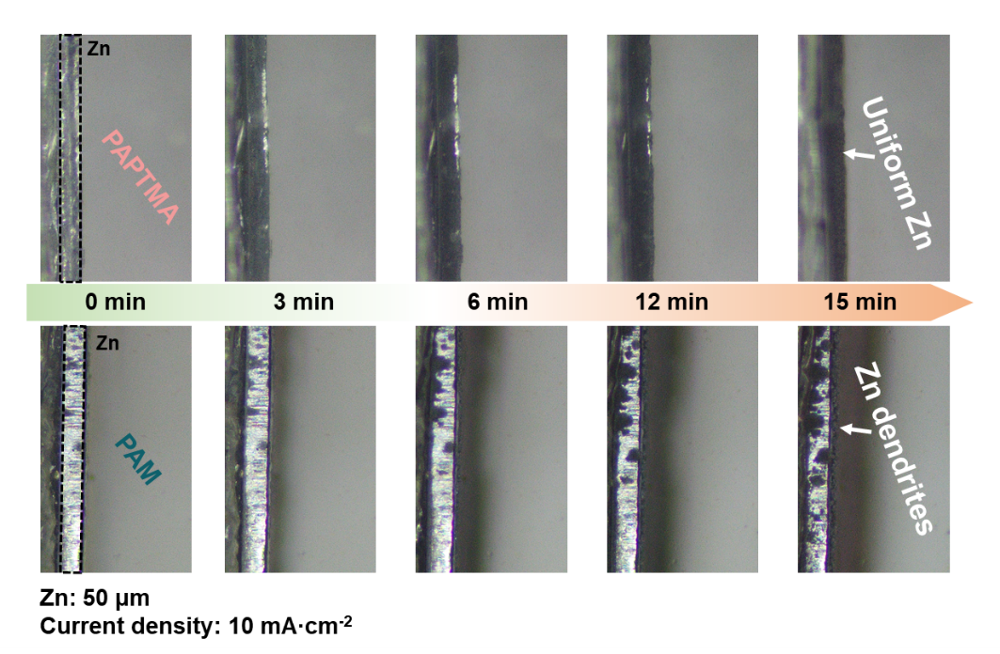 Zn
PAPTMA
Uniform Zn
0 min
3 min
6 min
12 min
15 min
Zn
PAM
Zn dendrites
Zn: 50 μm
Current density: 10 mA·cm⁻²